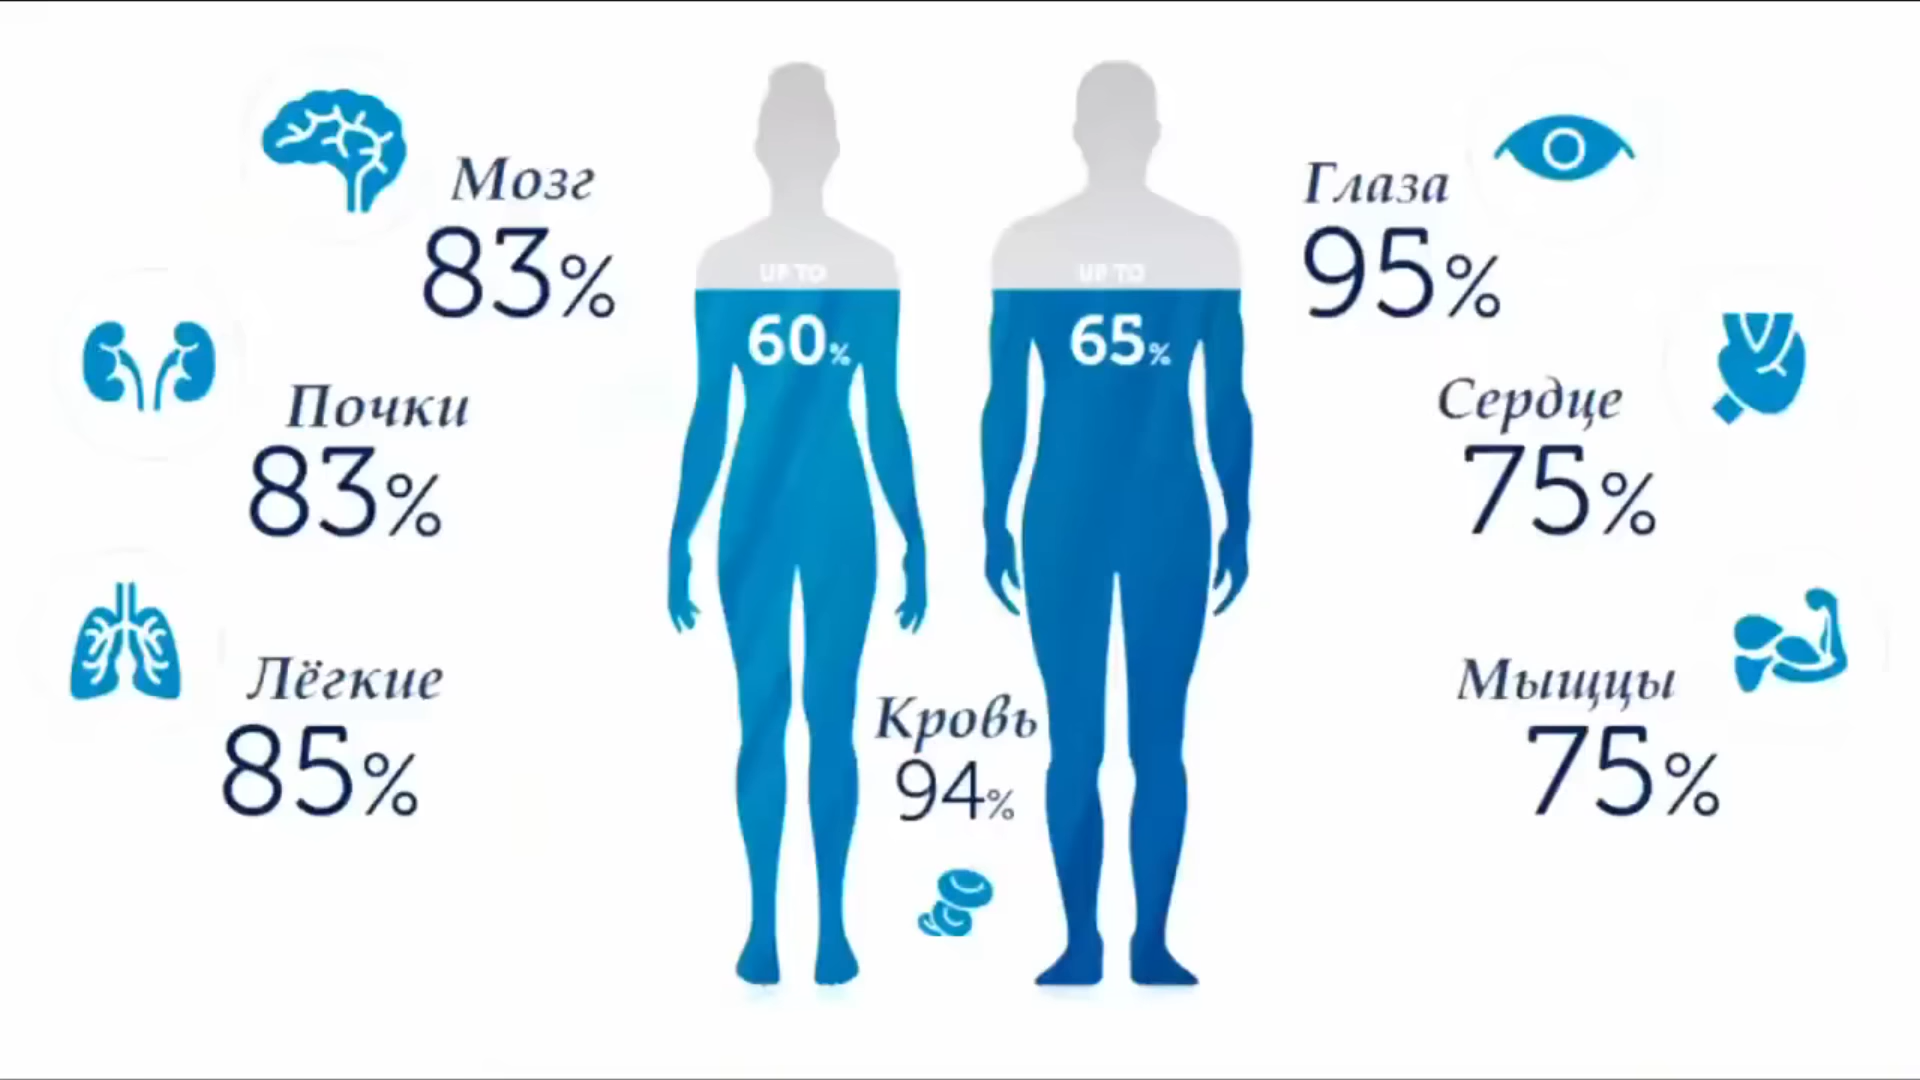 Мозг
83%
Почки
83%
Лёгкие
85%
UP TO
60%
UP TO
65%
Кровь
94%
Глаза
95%
Сердце
75%
Мыщцы
75%